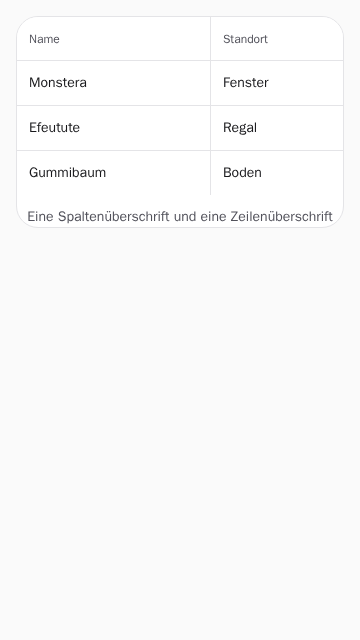 Name Standort
Monstera Fenster
Efeutute Regal
Gummibaum Boden
Eine Spaltenüberschrift und eine Zeilenüberschrift